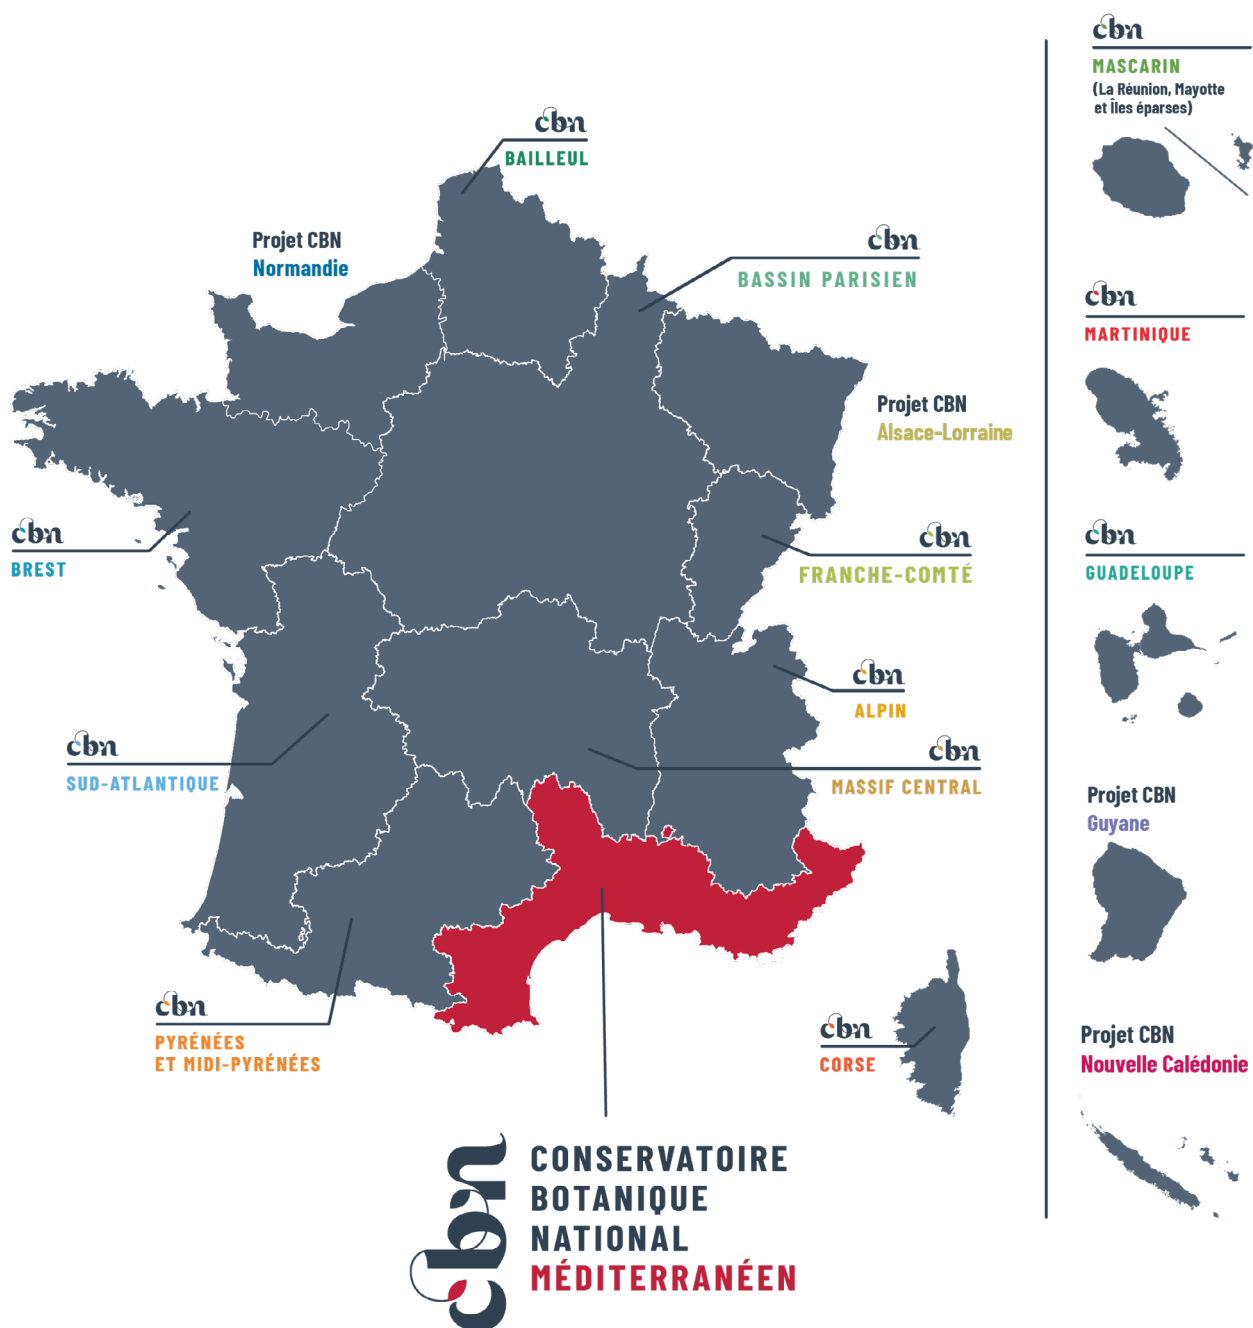 cbn
BAILLEUL
Projet CBN
Normandie
cbn
BASSIN PARISIEN
Projet CBN
Alsace-Lorraine
cbn
BREST
cbn
FRANCHE-COMTÉ
cbn
ALPIN
cbn
SUD-ATLANTIQUE
cbn
MASSIF CENTRAL
cbn
PYRÉNÉES
ET MIDI-PYRÉNÉES
cbn
CORSE
cbn
CONSERVATOIRE
BOTANIQUE
NATIONAL
MÉDITERRANÉEN
cbn
MASCARIN
(La Réunion, Mayotte
et Îles éparses)
cbn
MARTINIQUE
cbn
GUADELOUPE
Projet CBN
Guyane
Projet CBN
Nouvelle Calédonie